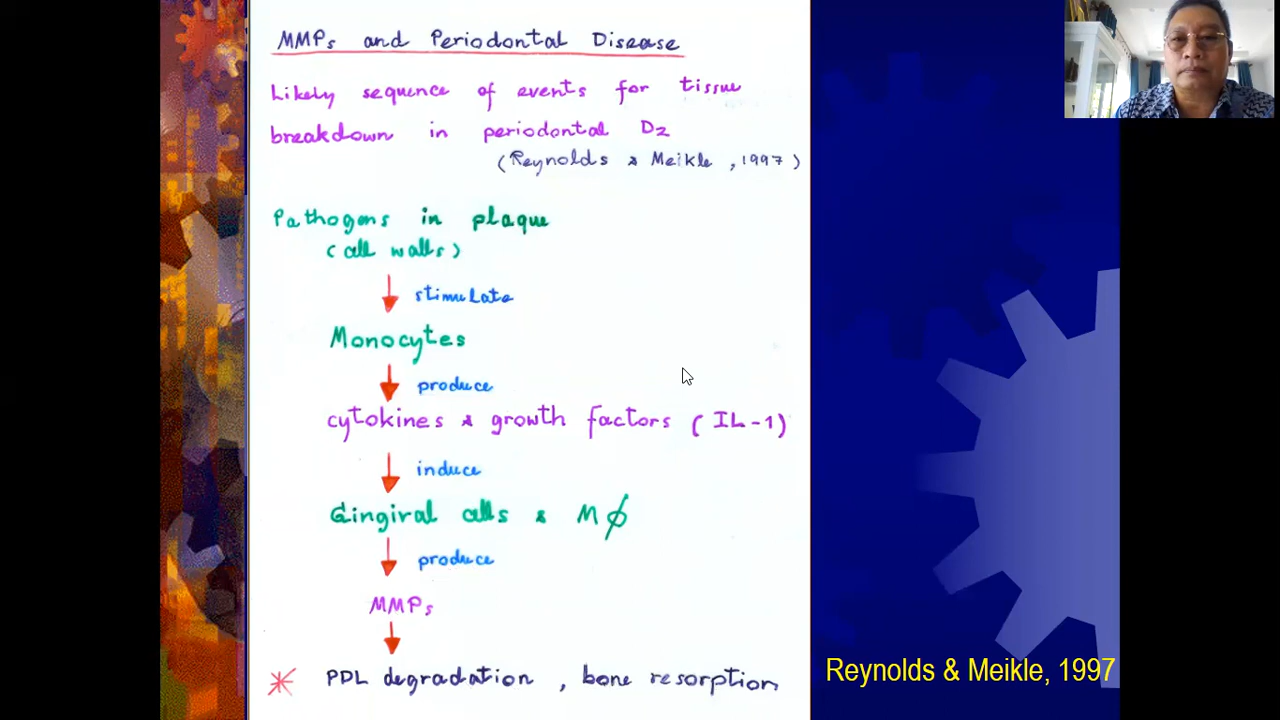 MMPs and Periodontal Disease
Likely sequence of events for tissue
breakdown in periodontal Dz
(Reynolds & Meikle, 1997)
Pathogens in plaque
(cell walls)
stimulate
Monocytes
produce
cytokines & growth factors (IL-1)
induce
Gingival cells & Mϕ
produce
MMPs
* PDL degradation, bone resorption
Reynolds & Meikle, 1997